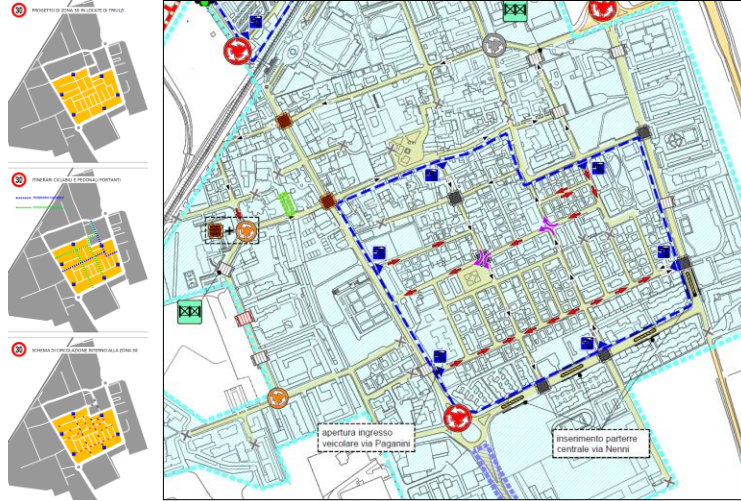 30 PROGETTO DI ZONA 30 IN LOCATE DI TRIULZI
30 ITINERARI CICLABILI E PEDONALI PORTANTI
30 SCHEMA DI CIRCOLAZIONE INTERNO ALLA ZONA 30
apertura ingresso
veicolare via Paganini
inserimento parterre
centrale via Nenni